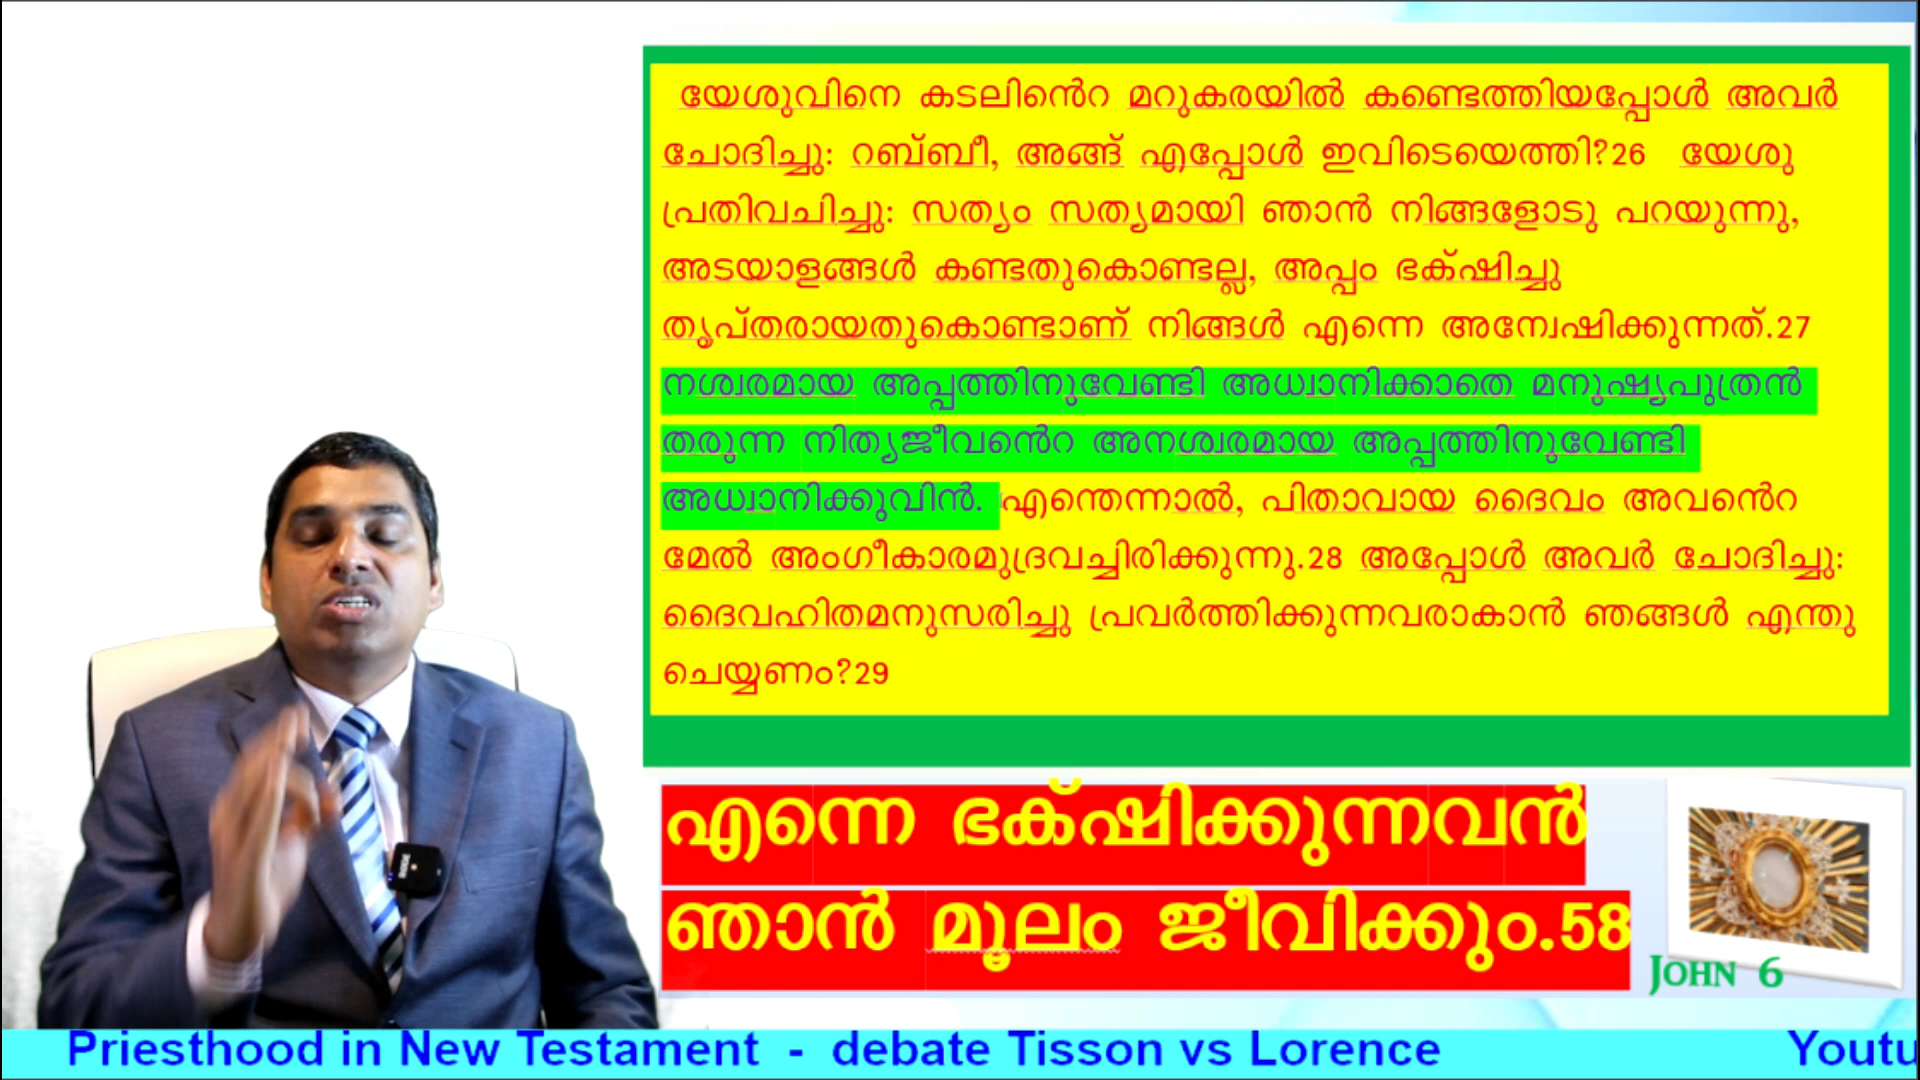 യേശുവിനെ കടലിന്റെ മറുകരയിൽ കണ്ടെത്തിയപ്പോൾ അവർ
ചോദിച്ചു: റബ്ബീ, അങ്ങ് എപ്പോൾ ഇവിടെയെത്തി?26 യേശു
പ്രതിവചിച്ചു: സത്യം സത്യമായി ഞാൻ നിങ്ങളോടു പറയുന്നു,
അടയാളങ്ങൾ കണ്ടതുകൊണ്ടല്ല, അപ്പം ഭക്ഷിച്ചു
തൃപ്തരായതുകൊണ്ടാണ് നിങ്ങൾ എന്നെ അന്വേഷിക്കുന്നത്.27
നശ്വരമായ അപ്പത്തിനുവേണ്ടി അധ്വാനിക്കാതെ മനുഷ്യപുത്രൻ
തരുന്ന നിത്യജീവന്റെ അനശ്വരമായ അപ്പത്തിനുവേണ്ടി
അധ്വാനിക്കുവിൻ. എന്തെന്നാൽ, പിതാവായ ദൈവം അവന്റെ
മേൽ അംഗീകാരമുദ്രവച്ചിരിക്കുന്നു.28 അപ്പോൾ അവർ ചോദിച്ചു:
ദൈവഹിതമനുസരിച്ചു പ്രവർത്തിക്കുന്നവരാകാൻ ഞങ്ങൾ എന്തു
ചെയ്യണം?29
എന്നെ ഭക്ഷിക്കുന്നവൻ
ഞാൻ മൂലം ജീവിക്കും.58
JOHN 6
Priesthood in New Testament - debate Tisson vs Lorence Youtu